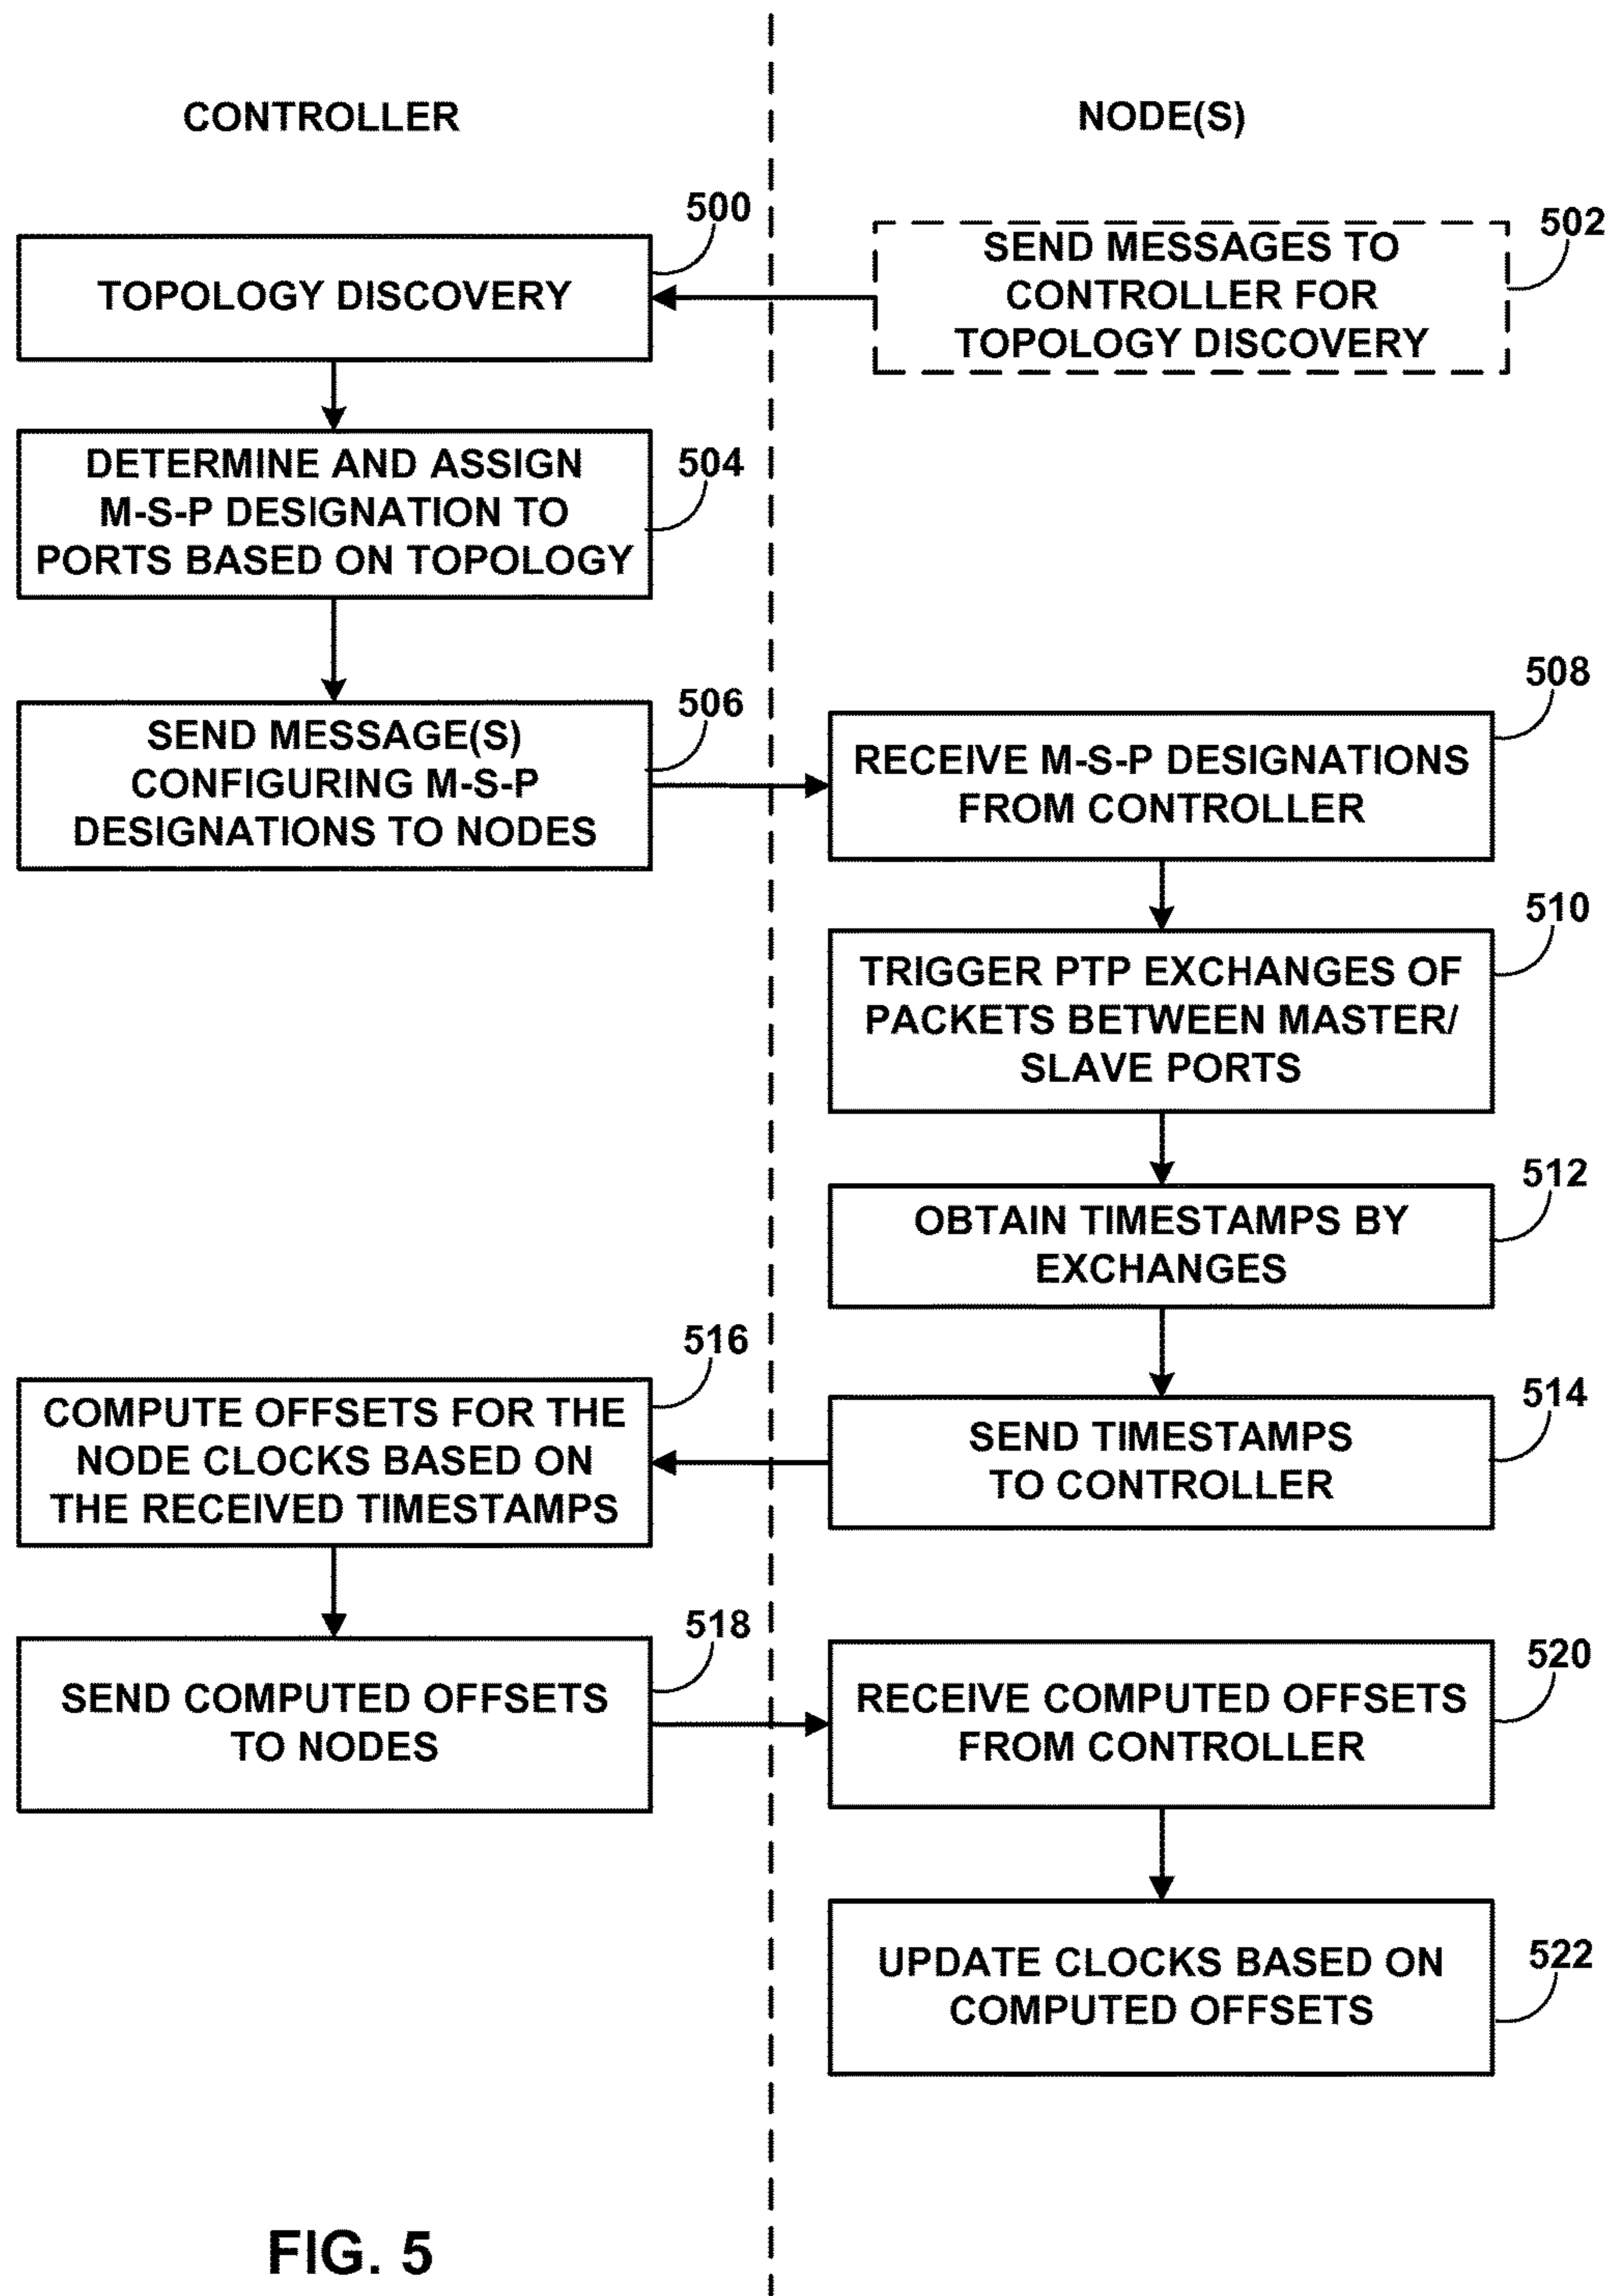 CONTROLLER
NODE(S)
500
TOPOLOGY DISCOVERY
502
SEND MESSAGES TO
CONTROLLER FOR
TOPOLOGY DISCOVERY
504
DETERMINE AND ASSIGN
M-S-P DESIGNATION TO
PORTS BASED ON TOPOLOGY
506
SEND MESSAGE(S)
CONFIGURING M-S-P
DESIGNATIONS TO NODES
508
RECEIVE M-S-P DESIGNATIONS
FROM CONTROLLER
510
TRIGGER PTP EXCHANGES OF
PACKETS BETWEEN MASTER/
SLAVE PORTS
512
OBTAIN TIMESTAMPS BY
EXCHANGES
514
SEND TIMESTAMPS
TO CONTROLLER
516
COMPUTE OFFSETS FOR THE
NODE CLOCKS BASED ON
THE RECEIVED TIMESTAMPS
518
SEND COMPUTED OFFSETS
TO NODES
520
RECEIVE COMPUTED OFFSETS
FROM CONTROLLER
522
UPDATE CLOCKS BASED ON
COMPUTED OFFSETS
FIG. 5